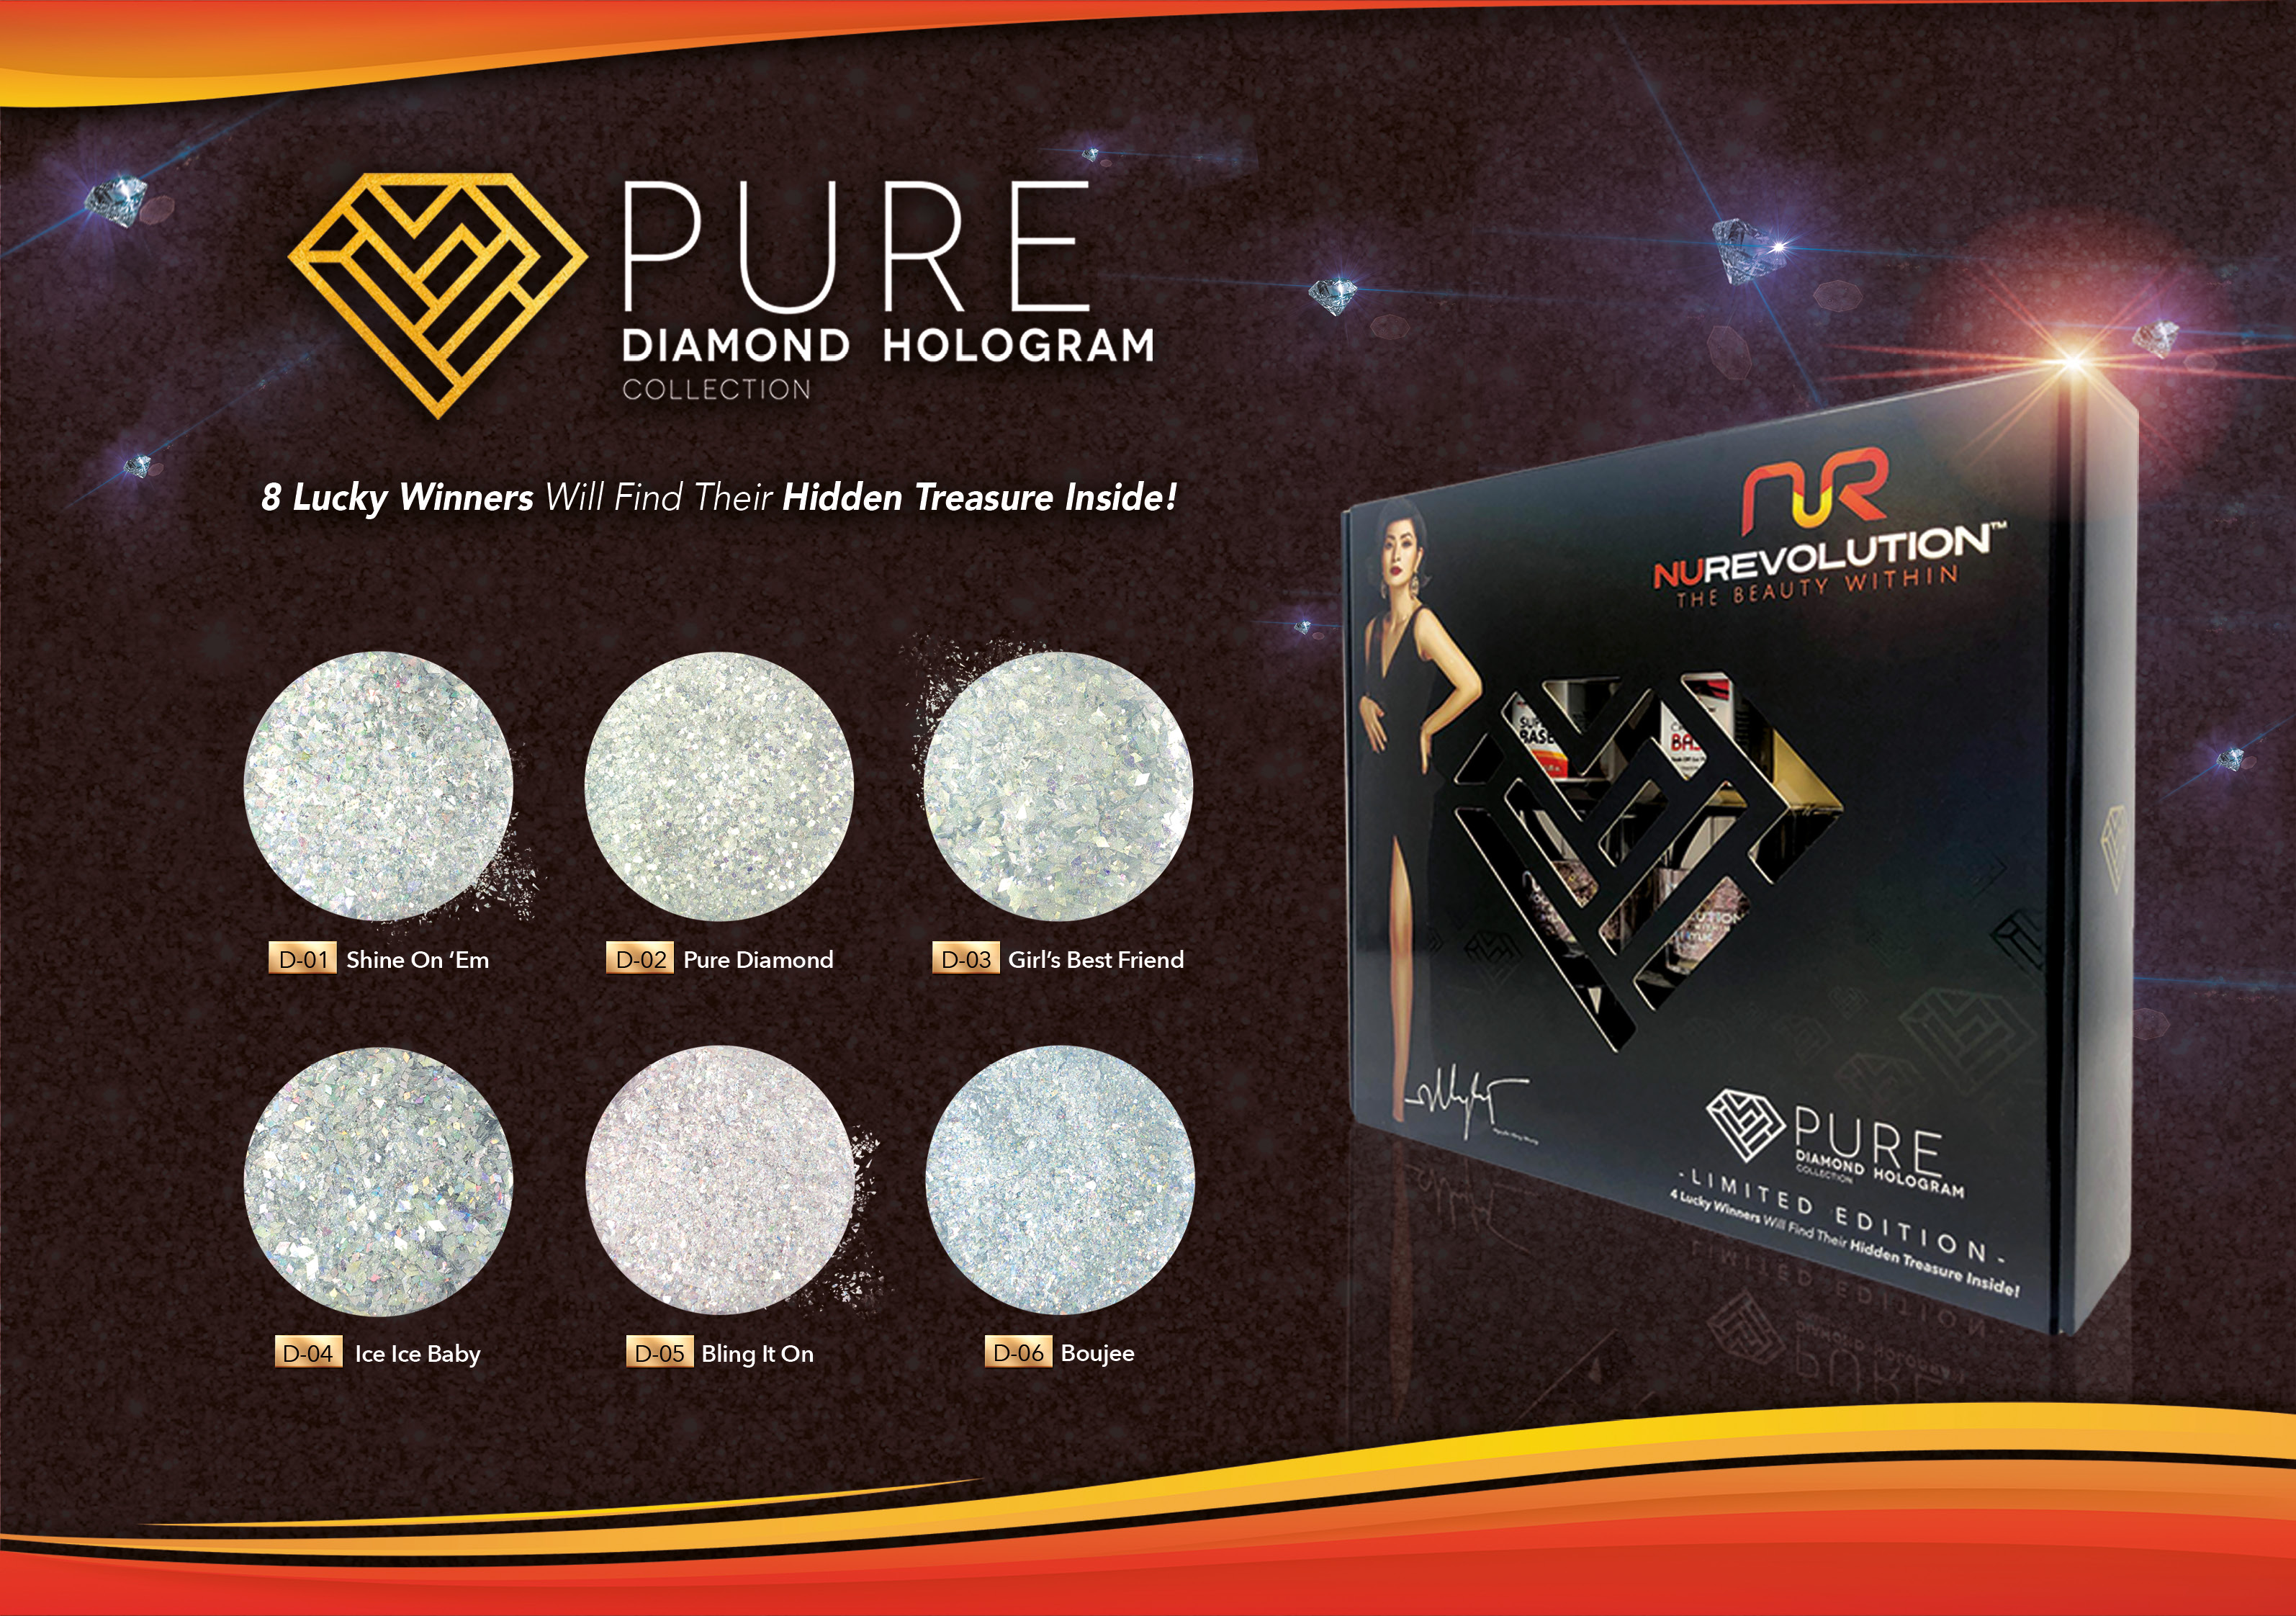 PURE
DIAMOND HOLOGRAM
COLLECTION
8 Lucky Winners Will Find Their Hidden Treasure Inside!
D-01 Shine On ‘Em
D-02 Pure Diamond
D-03 Girl’s Best Friend
D-04 Ice Ice Baby
D-05 Bling It On
D-06 Boujee
NUR
NUREVOLUTION™
THE BEAUTY WITHIN
BASE
PURE
DIAMOND HOLOGRAM
COLLECTION
- LIMITED EDITION -
4 Lucky Winners Will Find Their Hidden Treasure Inside!